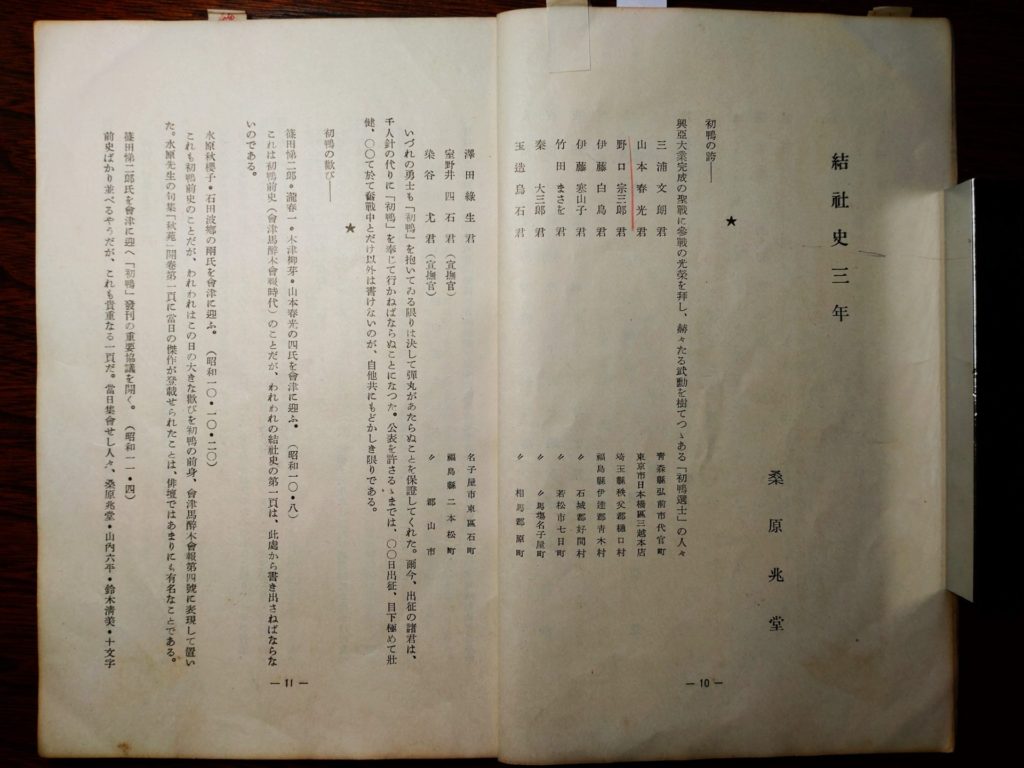 結社史三年
桑原兆堂
★
初鴨の誇――
興亞大業完成の聖戰に參戰の光榮を拜し、赫々たる武勳を樹てつゝある「初鴨選士」の人々
三浦文朗君 青森縣弘前市代官町
山本春光君 東京市日本橋區三越本店
野口宗三郎君 埼玉縣秩父郡樋口村
伊藤白鳥君 福島縣伊達郡青木村
伊藤寒山子君 〃 石城郡好間村
竹田まさを君 〃 若松市七日町
秦大三郎君 〃 〃馬塲名子屋町
玉造鳥石君 〃 相馬郡原町
— 10 —
澤田綠生君 名子屋市東區石町
室野井四石君(宣撫官) 福島縣二本松町
染谷尤君(宣撫官) 〃 郡山市
いづれの勇士も「初鴨」を抱いてゐる限りは決して彈丸があたらぬことを保證してくれた。爾今、出征の諸君は、
千人針の代りに「初鴨」を奉じて行かねばならぬことになつた。公表を許さるゝまでは、〇〇日出征、目下極めて壯
健、〇〇て於て奮戰中とだけ以外は書けないのが、自他共にもどかしき限りである。
★
初鴨の歡び――
篠田悌二郎・瀧春一・木津柳芽・山本春光の四氏を會津に迎ふ。(昭和一〇・八)
これは初鴨前史(會津馬醉木會報時代)のことだが、われわれの結社史の第一頁は、此處から書き出さねばならな
いのである。
水原秋櫻子・石田波鄕の兩氏を會津に迎ふ。(昭和一〇・一〇・二〇)
これも初鴨前史のことだが、われわれはこの日の大きな歡びを初鴨の前身、會津馬醉木會報第四號に表現して置い
た。水原先生の句集『秋苑』開卷第一頁に當日の傑作が登載せられたことは、俳壇ではあまりにも有名なことである。
篠田悌二郎氏を會津に迎へ「初鴨」發刊の重要協議を開く。(昭和一一・四)
前史ばかり並べるやうだが、これも貴重なる一頁だ。當日集會せし人々、桑原兆堂・山內六平・鈴木淸美・十文字
— 11 —